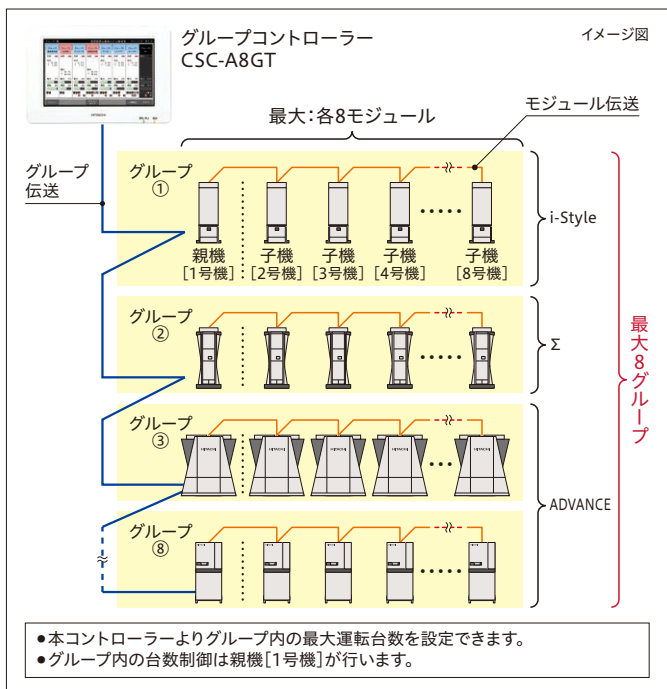 グループコントローラー
CSC-A8GT
イメージ図
HITACHI
最大：各8モジュール
モジュール伝送
グループ
伝送
グループ
①
親機
[1号機]
子機
[2号機]
子機
[3号機]
子機
[4号機]
子機
[8号機]
i-Style
グループ
②
Σ
グループ
③
HITACHI
HITACHI
HITACHI
HITACHI
HITACHI
ADVANCE
グループ
⑧
最大8グループ
●本コントローラーよりグループ内の最大運転台数を設定できます。
●グループ内の台数制御は親機[1号機]が行います。